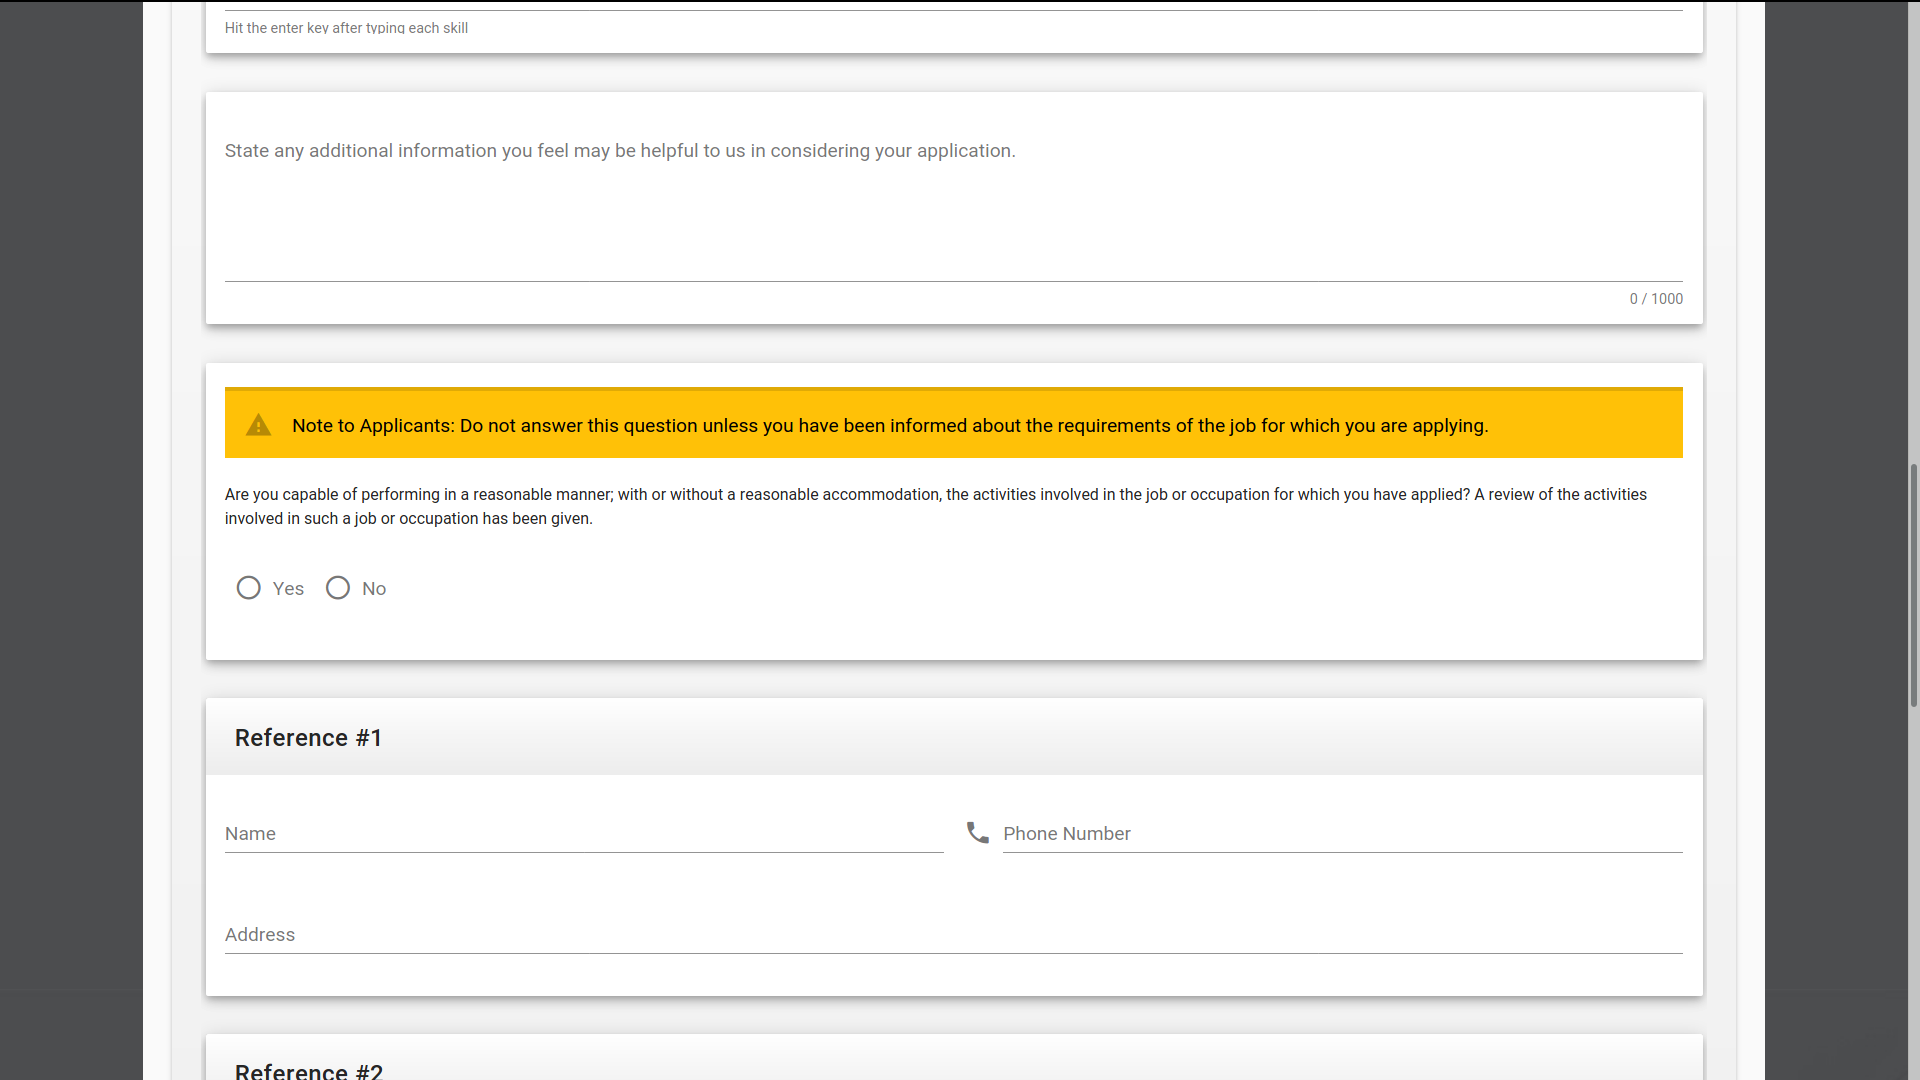 Hit the enter key after typing each skill
State any additional information you feel may be helpful to us in considering your application.
0 / 1000
Note to Applicants: Do not answer this question unless you have been informed about the requirements of the job for which you are applying.
Are you capable of performing in a reasonable manner; with or without a reasonable accommodation, the activities involved in the job or occupation for which you have applied? A review of the activities
involved in such a job or occupation has been given.
Yes No
Reference #1
Name Phone Number
Address
Reference #2